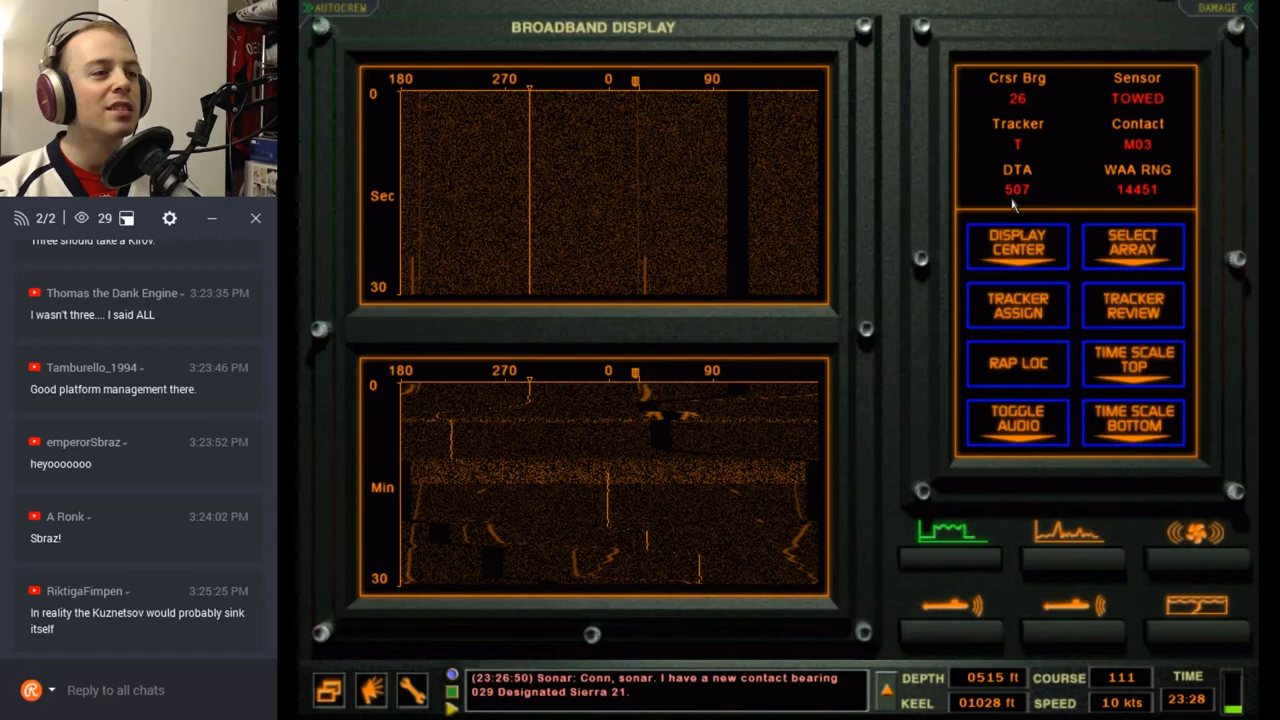 AUTOCREW
DAMAGE
BROADBAND DISPLAY
180 270 0 90
0
Sec
30
180 270 0 90
0
Min
30
Crsr Brg Sensor
26 TOWED
Tracker Contact
T M03
DTA WAA RNG
507 14451
DISPLAY CENTER
SELECT ARRAY
TRACKER ASSIGN
TRACKER REVIEW
RAP LOC
TIME SCALE TOP
TOGGLE AUDIO
TIME SCALE BOTTOM
2/2 29
Three should take a Kirov.
Thomas the Dank Engine 3:23:35 PM
I wasn't three.... I said ALL
Tamburello_1994 3:23:46 PM
Good platform management there.
emperorSbraz 3:23:52 PM
heyooooooo
A Ronk 3:24:02 PM
Sbraz!
RiktigaFimpen 3:25:25 PM
In reality the Kuznetsov would probably sink
itself
Reply to all chats
(23:26:50) Sonar: Conn, sonar. I have a new contact bearing
029 Designated Sierra 21.
DEPTH 0515 ft COURSE 111 TIME
KEEL 01028 ft SPEED 10 kts 23:28